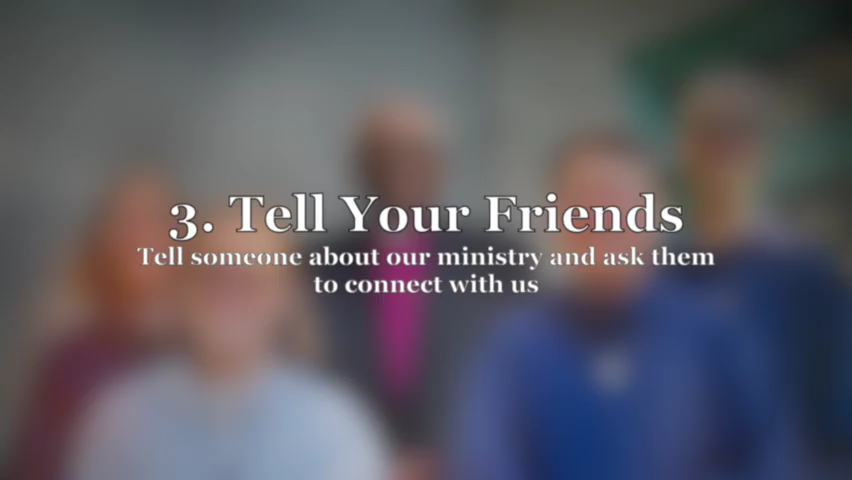 3. Tell Your Friends
Tell someone about our ministry and ask them
to connect with us